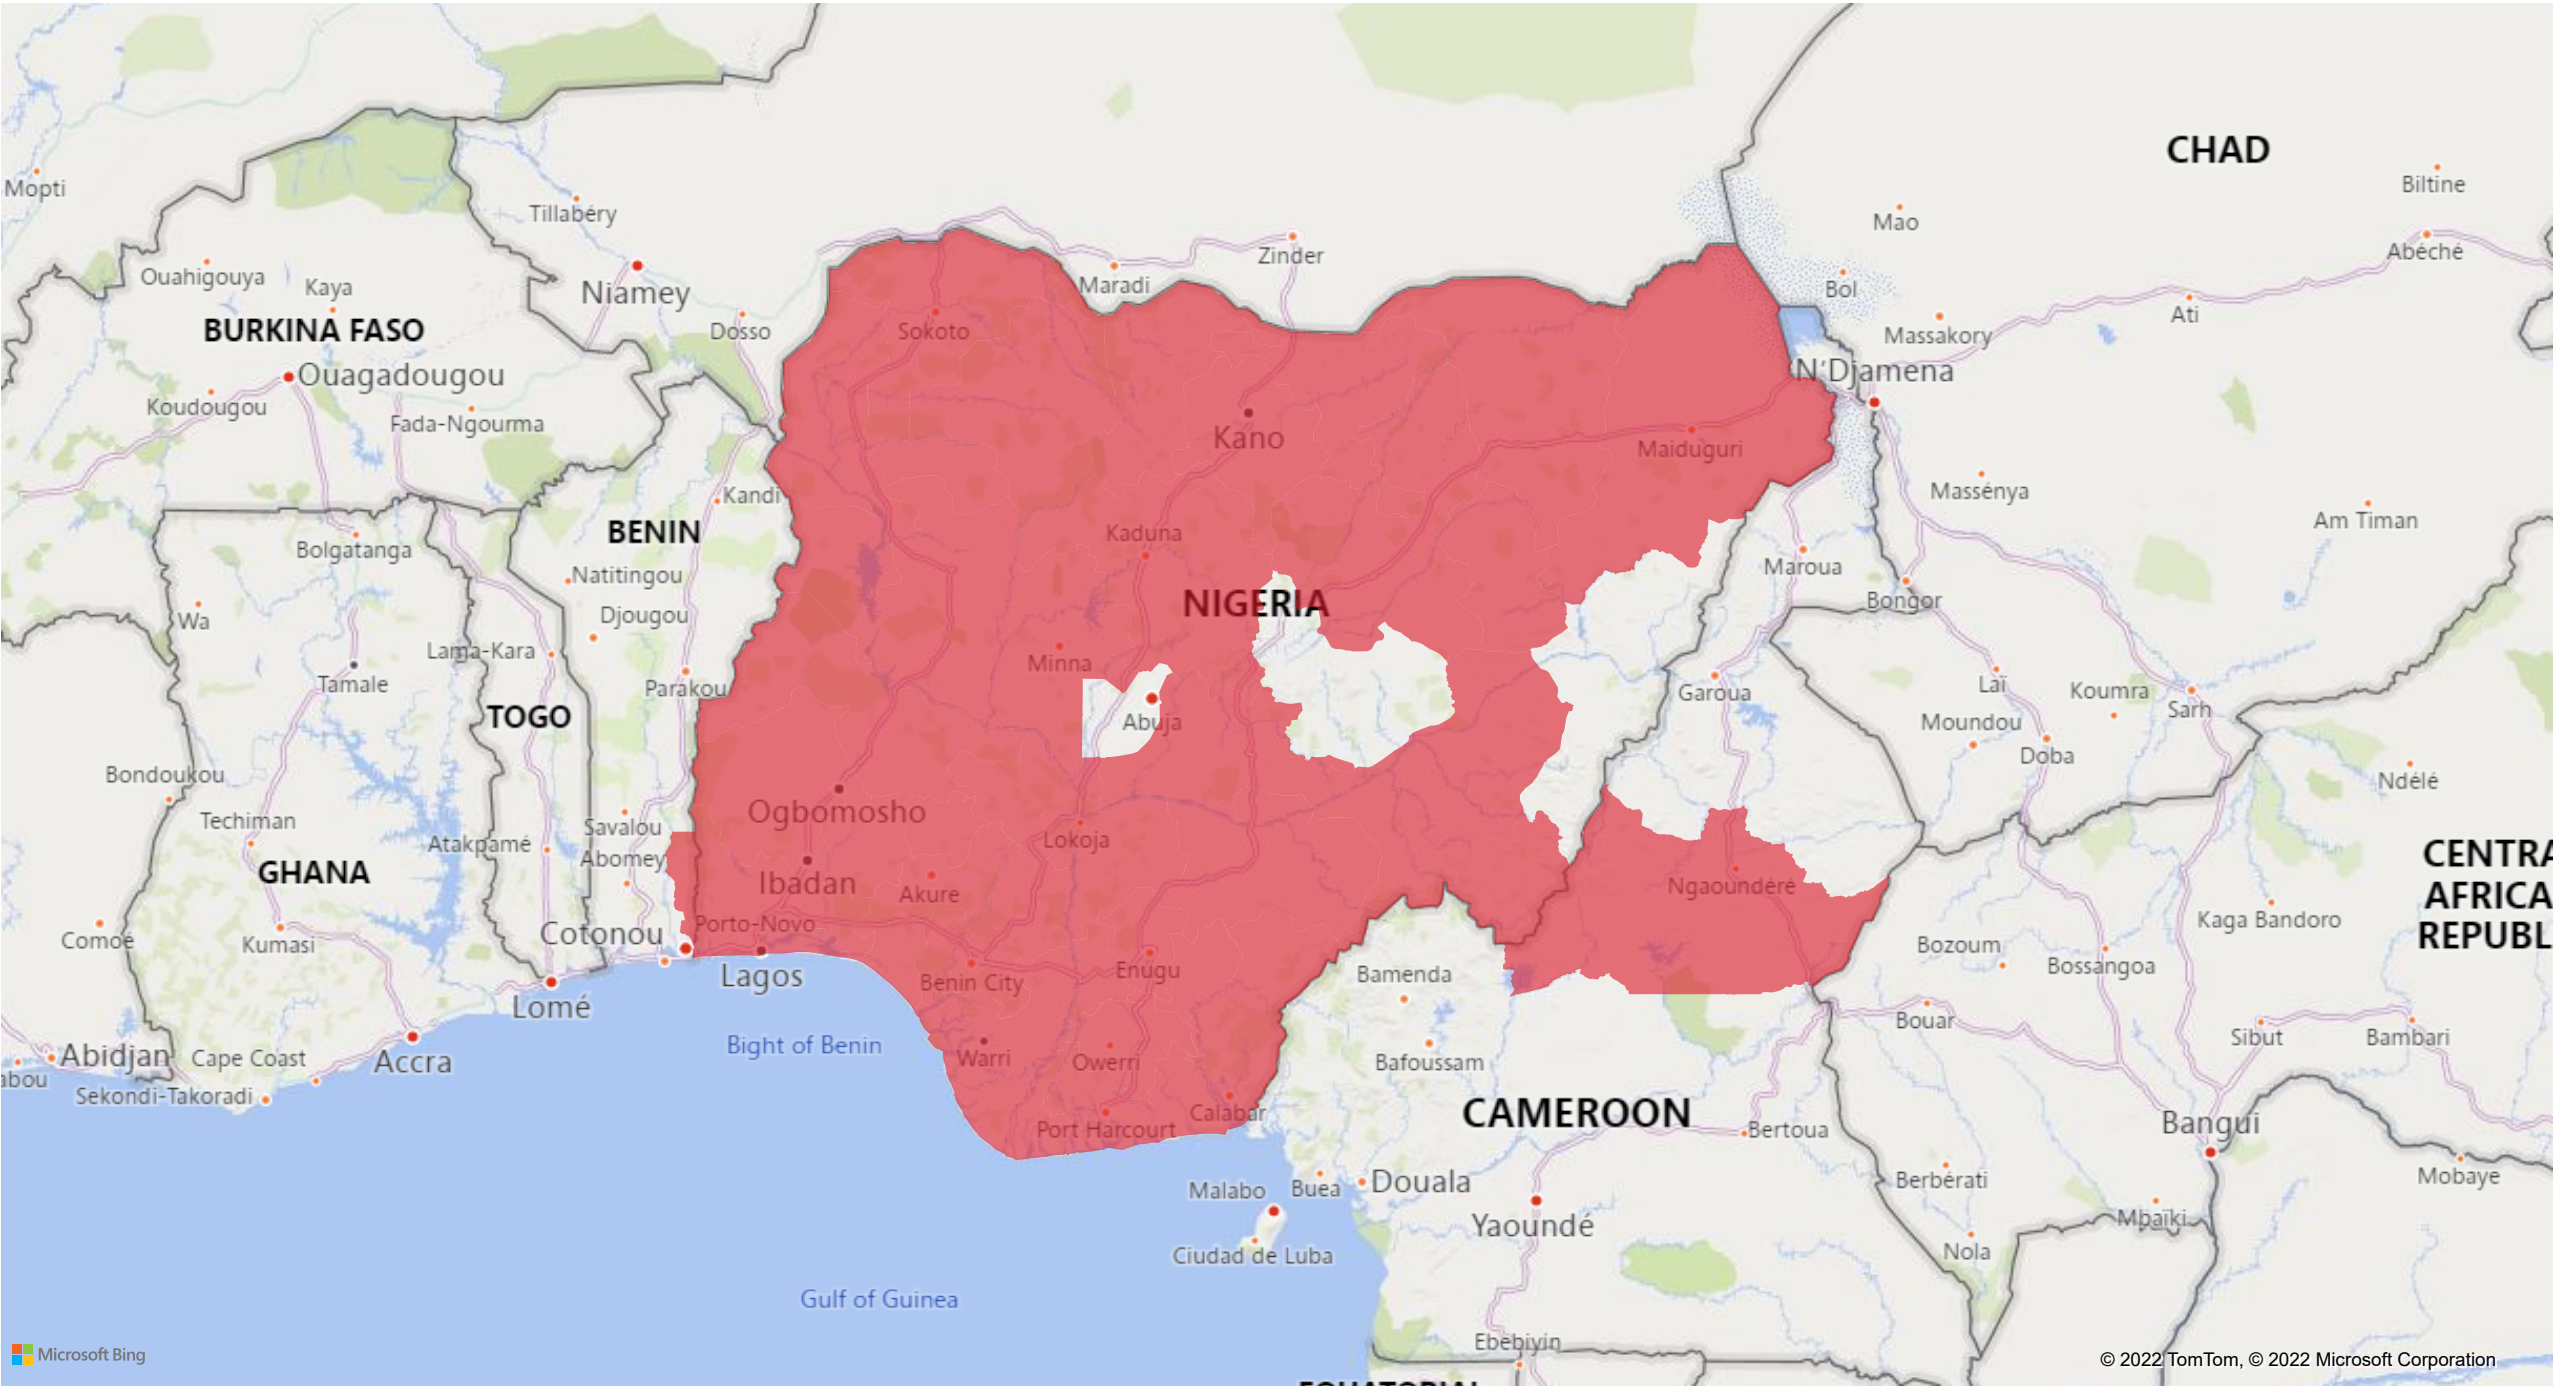 CHAD
Biltine
Mopti
Mao
Tillabéry
Abéché
Zinder
Ouahigouya
Kaya
Maradi
Niamey
Bol
Ati
BURKINA FASO
Dosso
Sokoto
Massakory
Ouagadougou
N'Djamena
Koudougou
Fada-Ngourma
Kano
Maiduguri
Kandi
Massénya
Am Timan
BENIN
Kaduna
Bolgatanga
Maroua
Natitingou
Bongor
NIGERIA
Djougou
Wa
Lama-Kara
Minna
Tamale
Parakou
Garoua
Laï
Koumra
Sarh
TOGO
Abuja
Moundou
Doba
Bondoukou
Ndélé
Ogbomosho
Techiman
Savalou
Lokoja
Atakpamé
Abomey
CENTRA
GHANA
Ibadan
Akure
Ngaoundéré
AFRICA
Kaga Bandoro
Porto-Novo
Cotonou
REPUBL
Comoé
Kumasi
Bozoum
Bossangoa
Lagos
Benin City
Enugu
Bamenda
Lomé
Bouar
Sibut
Bambari
Bight of Benin
Abidjan
Cape Coast
Accra
Warri
Owerri
Bafoussam
abou
Sekondi-Takoradi
Calabar
CAMEROON
Port Harcourt
Bertoua
Bangui
Malabo
Buea
Douala
Berbérati
Mobaye
Yaoundé
Mbaïki
Ciudad de Luba
Nola
Gulf of Guinea
Ebebiyin
Microsoft Bing
© 2022 TomTom, © 2022 Microsoft Corporation